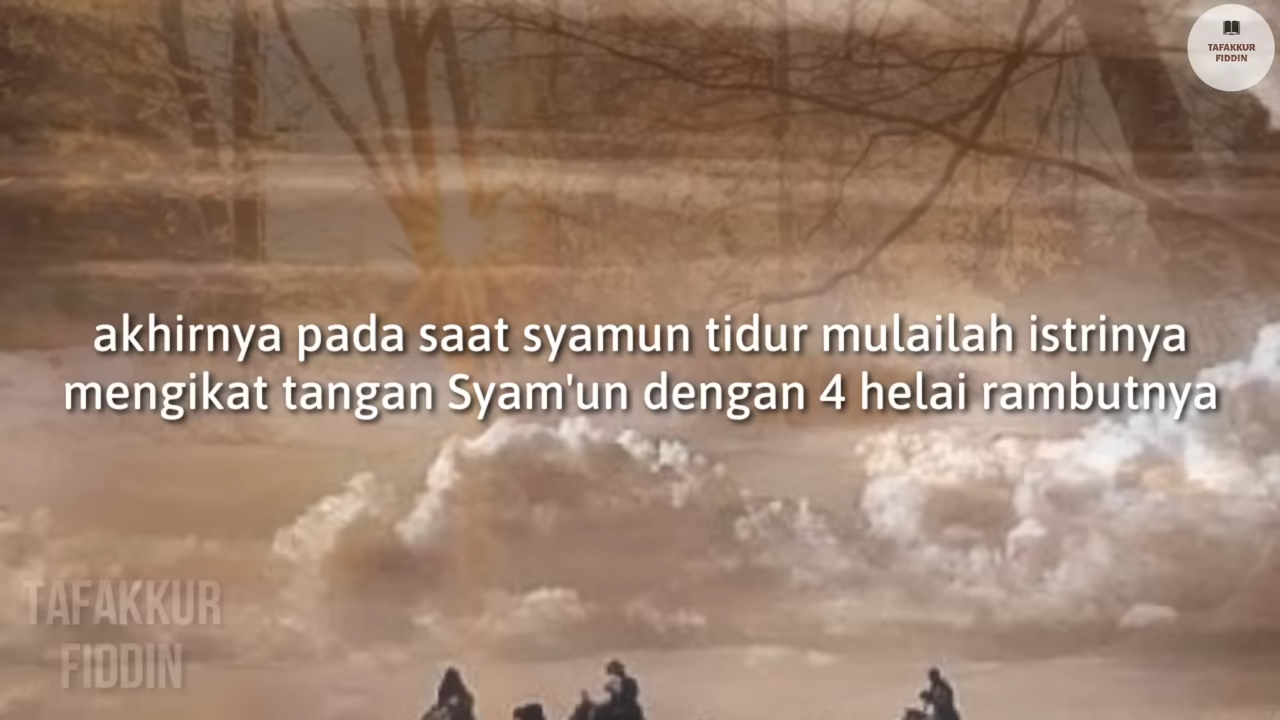 TAFAKKUR
FIDDIN
akhirnya pada saat syamun tidur mulailah istrinya
mengikat tangan Syam'un dengan 4 helai rambutnya
TAFAKKUR
FIDDIN